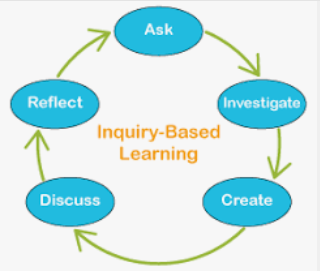 Ask
Investigate
Create
Discuss
Reflect
Inquiry-Based
Learning